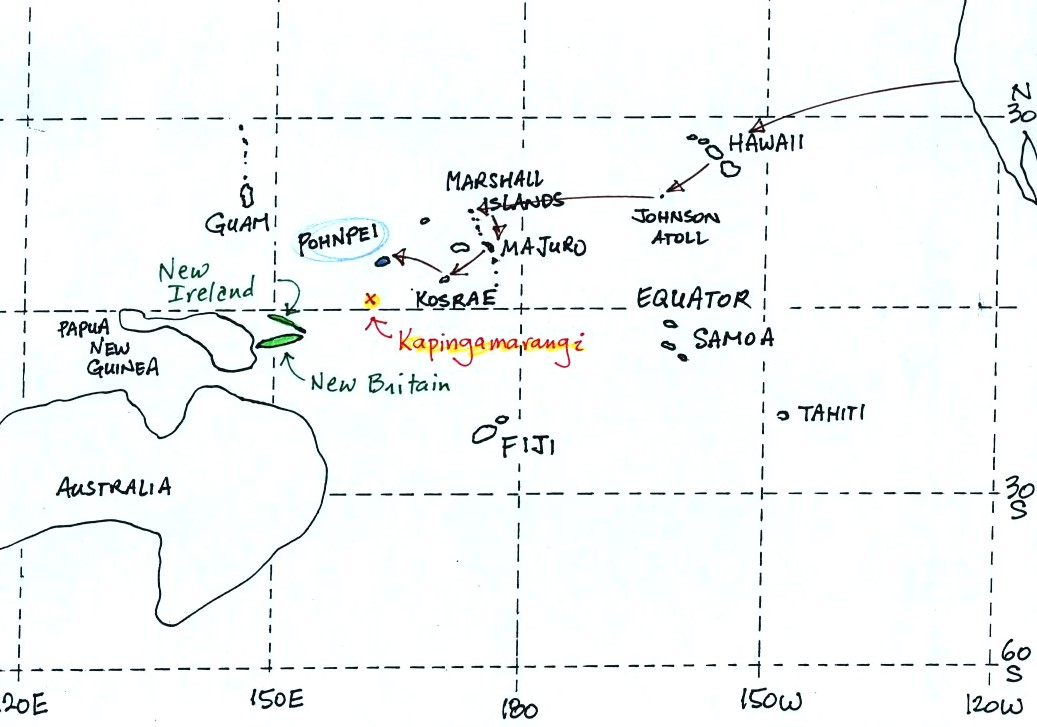 N
30
HAWAII
MARSHALL
ISLANDS
JOHNSON
ATOLL
GUAM
POHNPEI
MAJURO
New
Ireland
KOSRAE
EQUATOR
PAPUA
NEW
GUINEA
Kapingamarangi
SAMOA
New Britain
TAHITI
FIJI
AUSTRALIA
30
S
60
S
20E
150E
180
150W
120W